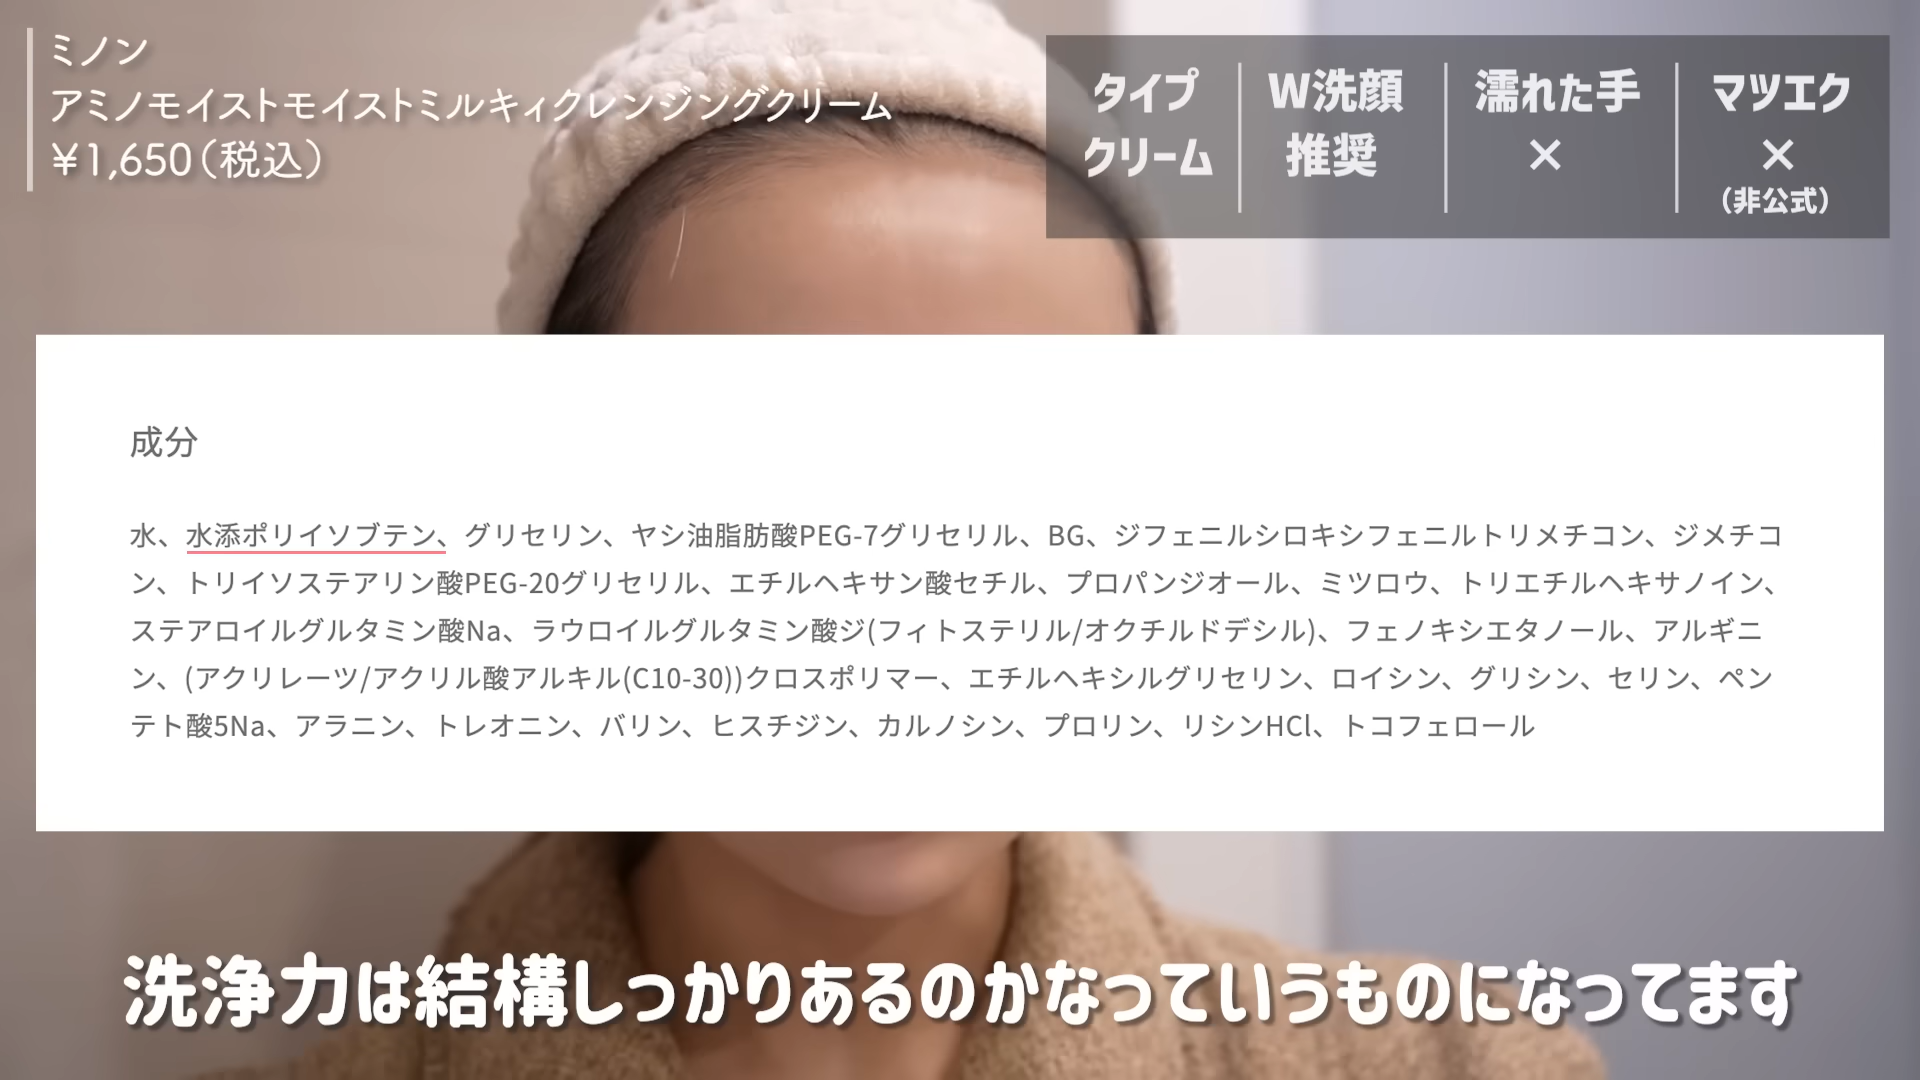 ミノン
アミノモイストモイストミルキィクレンジングクリーム
¥1,650（税込）
タイプ
クリーム
W洗顔
推奨
濡れた手
×
マツエク
×
（非公式）
成分
水、水添ポリイソブテン、グリセリン、ヤシ油脂肪酸PEG-7グリセリル、BG、ジフェニルシロキシフェニルトリメチコン、ジメチコ
ン、トリイソステアリン酸PEG-20グリセリル、エチルヘキサン酸セチル、プロパンジオール、ミツロウ、トリエチルヘキサノイン、
ステアロイルグルタミン酸Na、ラウロイルグルタミン酸ジ(フィトステリル/オクチルドデシル)、フェノキシエタノール、アルギニ
ン、(アクリレーツ/アクリル酸アルキル(C10-30))クロスポリマー、エチルヘキシルグリセリン、ロイシン、グリシン、セリン、ペン
テト酸5Na、アラニン、トレオニン、バリン、ヒスチジン、カルノシン、プロリン、リシンHCl、トコフェロール
洗浄力は結構しっかりあるのかなっていうものになってます